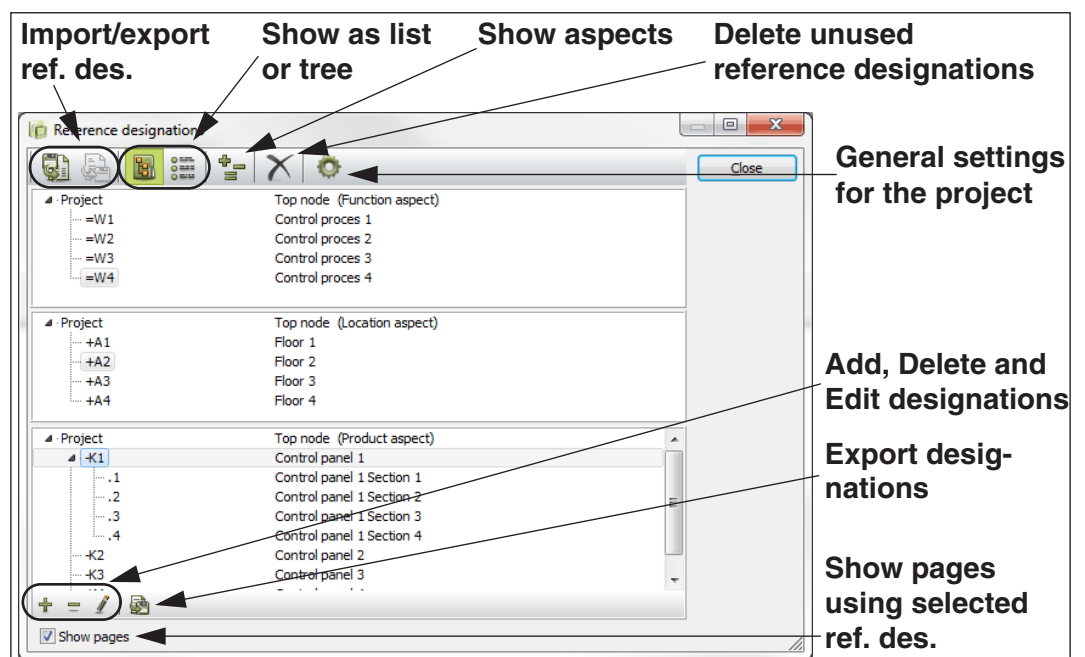 Import/export Show as list Show aspects Delete unused
ref. des. or tree reference designations
Reference designations
Close
General settings
for the project
Project Top node (Function aspect)
=W1 Control proces 1
=W2 Control proces 2
=W3 Control proces 3
=W4 Control proces 4
Project Top node (Location aspect)
+A1 Floor 1
+A2 Floor 2
+A3 Floor 3
+A4 Floor 4
Add, Delete and
Edit designations
Project Top node (Product aspect)
-K1 Control panel 1
.1 Control panel 1 Section 1
.2 Control panel 1 Section 2
.3 Control panel 1 Section 3
.4 Control panel 1 Section 4
-K2 Control panel 2
-K3 Control panel 3
Export desig-
nations
Show pages
using selected
ref. des.
Show pages